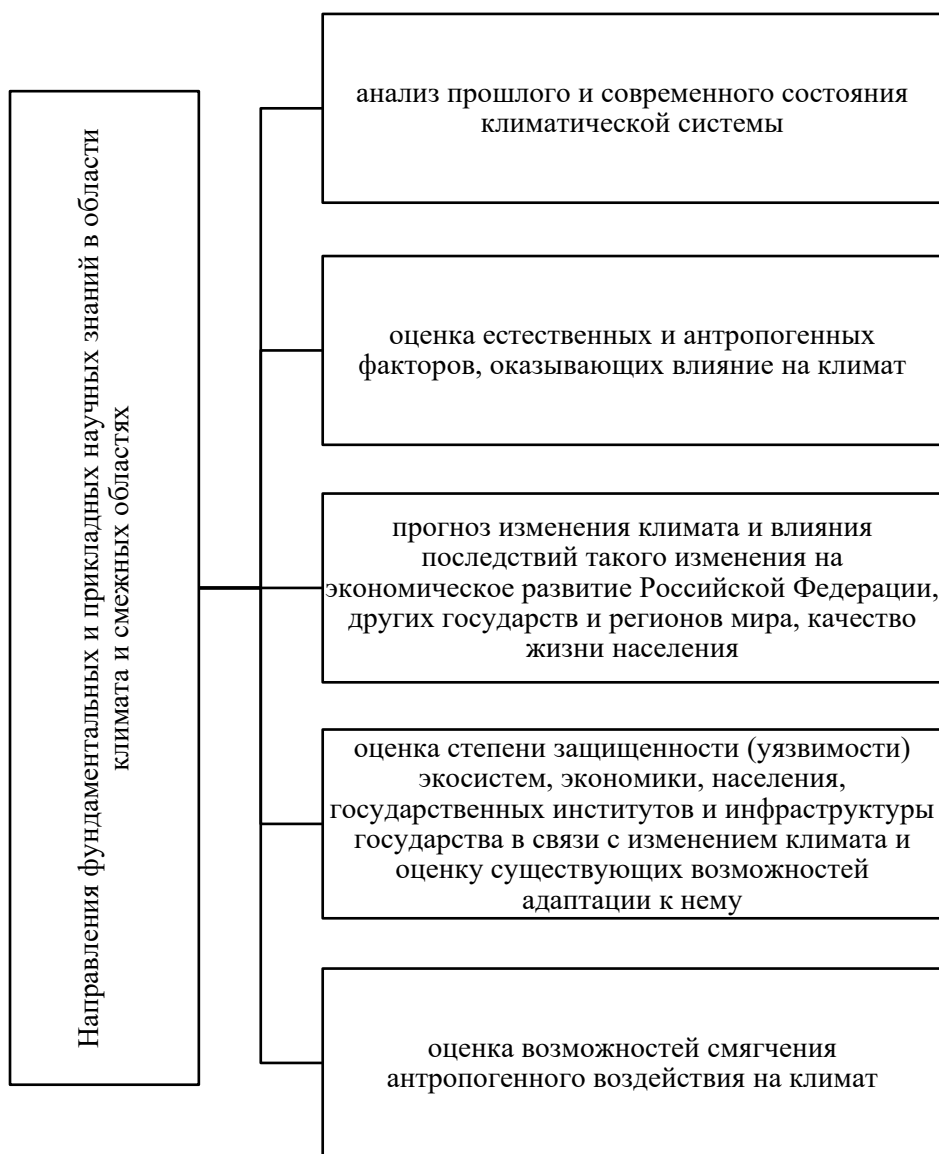 Направления фундаментальных и прикладных научных знаний в области
климата и смежных областях
анализ прошлого и современного состояния
климатической системы
оценка естественных и антропогенных
факторов, оказывающих влияние на климат
прогноз изменения климата и влияния
последствий такого изменения на
экономическое развитие Российской Федерации,
других государств и регионов мира, качество
жизни населения
оценка степени защищенности (уязвимости)
экосистем, экономики, населения,
государственных институтов и инфраструктуры
государства в связи с изменением климата и
оценку существующих возможностей
адаптации к нему
оценка возможностей смягчения
антропогенного воздействия на климат